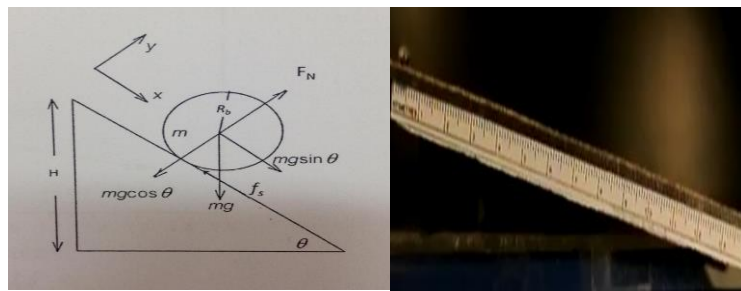 y
x
F_N
R_b
m
H
mgsin θ
mgcos θ
f_s
mg
θ